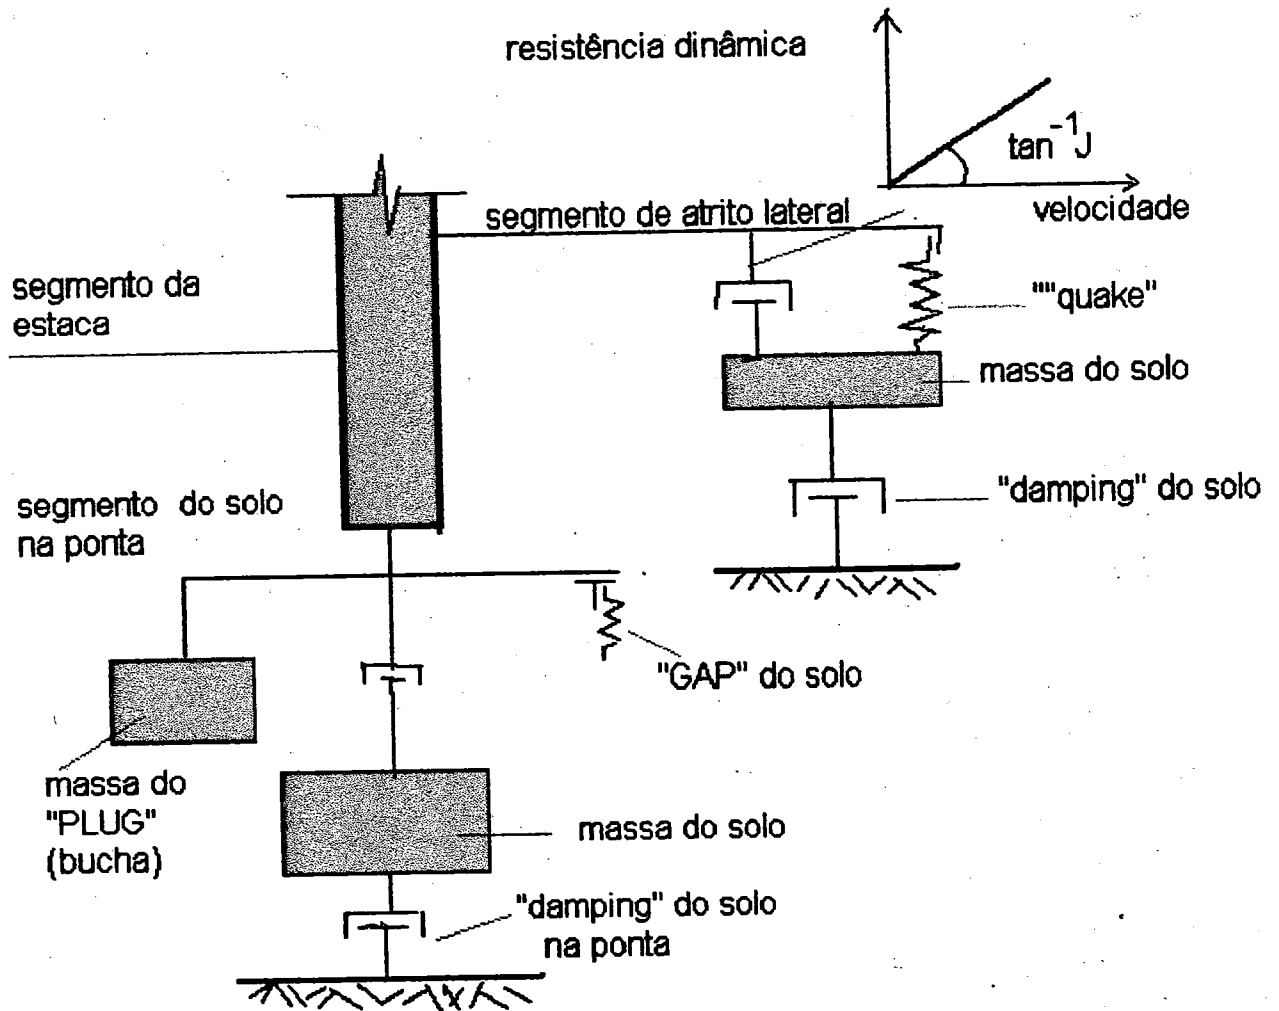 resistência dinâmica
tan⁻¹J
velocidade
segmento de atrito lateral
segmento da
estaca
""quake"
massa do solo
"damping" do solo
segmento do solo
na ponta
"GAP" do solo
massa do
"PLUG"
(bucha)
massa do solo
"damping" do solo
na ponta